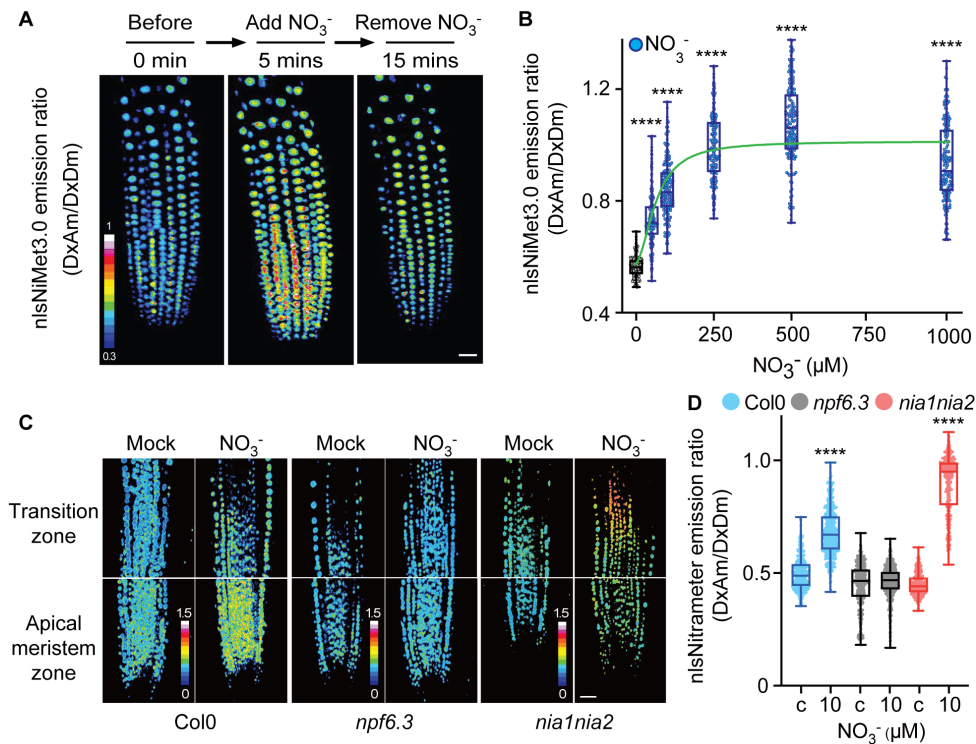 A
Before Add NO₃⁻ Remove NO₃⁻
0 min 5 mins 15 mins
nlsNiMet3.0 emission ratio
(DxAm/DxDm)
1
0.3
B
NO₃⁻
nlsNiMet3.0 emission ratio
(DxAm/DxDm)
1.2
0.8
0.4
****
****
****
****
****
0 250 500 750 1000
NO₃⁻ (µM)
C
Mock NO₃⁻ Mock NO₃⁻ Mock NO₃⁻
Transition
zone
Apical
meristem
zone
1.5 1.5 1.5
0 0 0
Col0 npf6.3 nia1nia2
D
Col0 npf6.3 nia1nia2
nlsNitrameter emission ratio
(DxAm/DxDm)
1.0
0.5
0
**** ****
c 10 c 10 c 10
NO₃⁻ (µM)